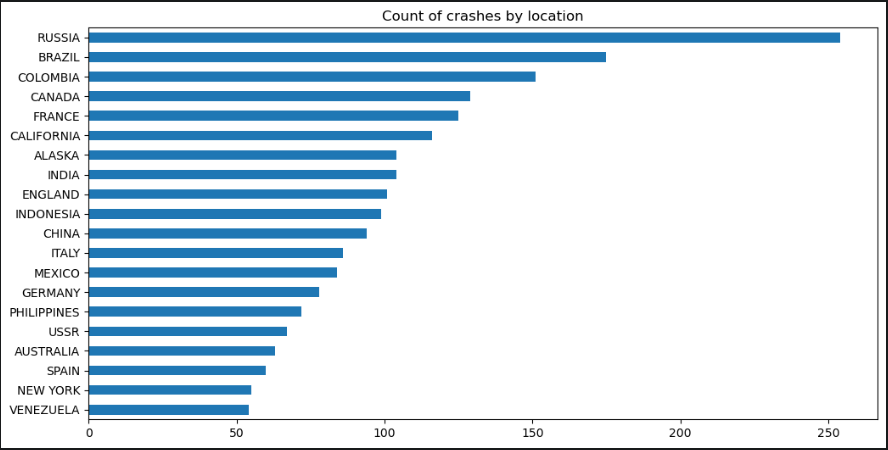 Count of crashes by location
RUSSIA
BRAZIL
COLOMBIA
CANADA
FRANCE
CALIFORNIA
ALASKA
INDIA
ENGLAND
INDONESIA
CHINA
ITALY
MEXICO
GERMANY
PHILIPPINES
USSR
AUSTRALIA
SPAIN
NEW YORK
VENEZUELA
0 50 100 150 200 250